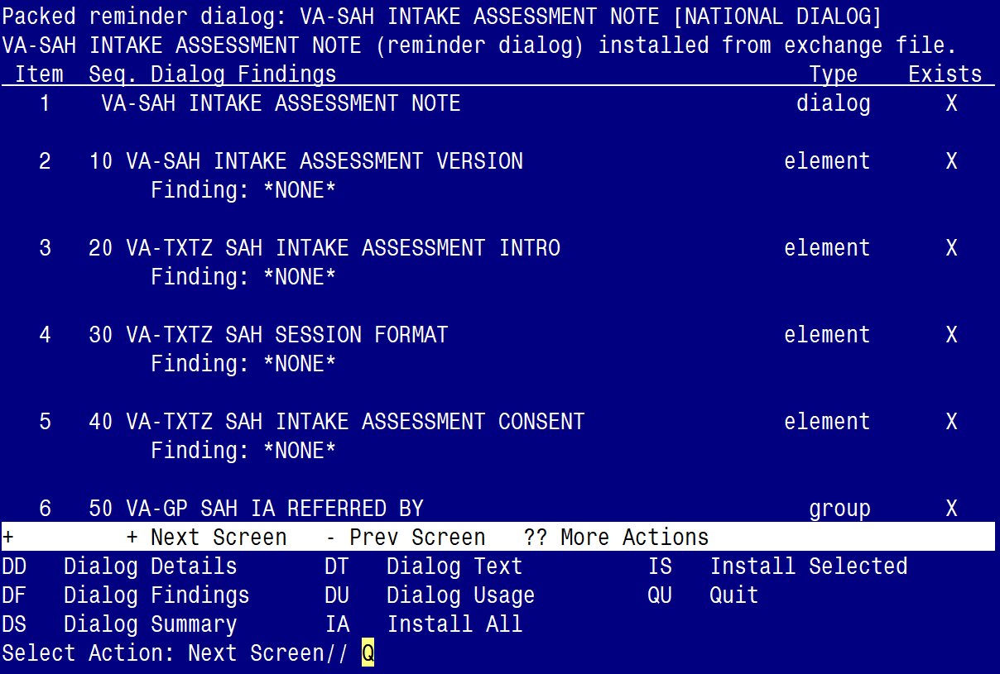 Packed reminder dialog: VA-SAH INTAKE ASSESSMENT NOTE [NATIONAL DIALOG]
VA-SAH INTAKE ASSESSMENT NOTE (reminder dialog) installed from exchange file.
Item  Seq. Dialog Findings                                      Type    Exists
   1    VA-SAH INTAKE ASSESSMENT NOTE                           dialog      X
   2   10 VA-SAH INTAKE ASSESSMENT VERSION                     element      X
            Finding: *NONE*
   3   20 VA-TXTZ SAH INTAKE ASSESSMENT INTRO                  element      X
            Finding: *NONE*
   4   30 VA-TXTZ SAH SESSION FORMAT                           element      X
            Finding: *NONE*
   5   40 VA-TXTZ SAH INTAKE ASSESSMENT CONSENT                element      X
            Finding: *NONE*
   6   50 VA-GP SAH IA REFERRED BY                               group      X
+         + Next Screen   - Prev Screen   ?? More Actions
DD   Dialog Details       DT   Dialog Text          IS   Install Selected
DF   Dialog Findings      DU   Dialog Usage         QU   Quit
DS   Dialog Summary       IA   Install All
Select Action: Next Screen// Q